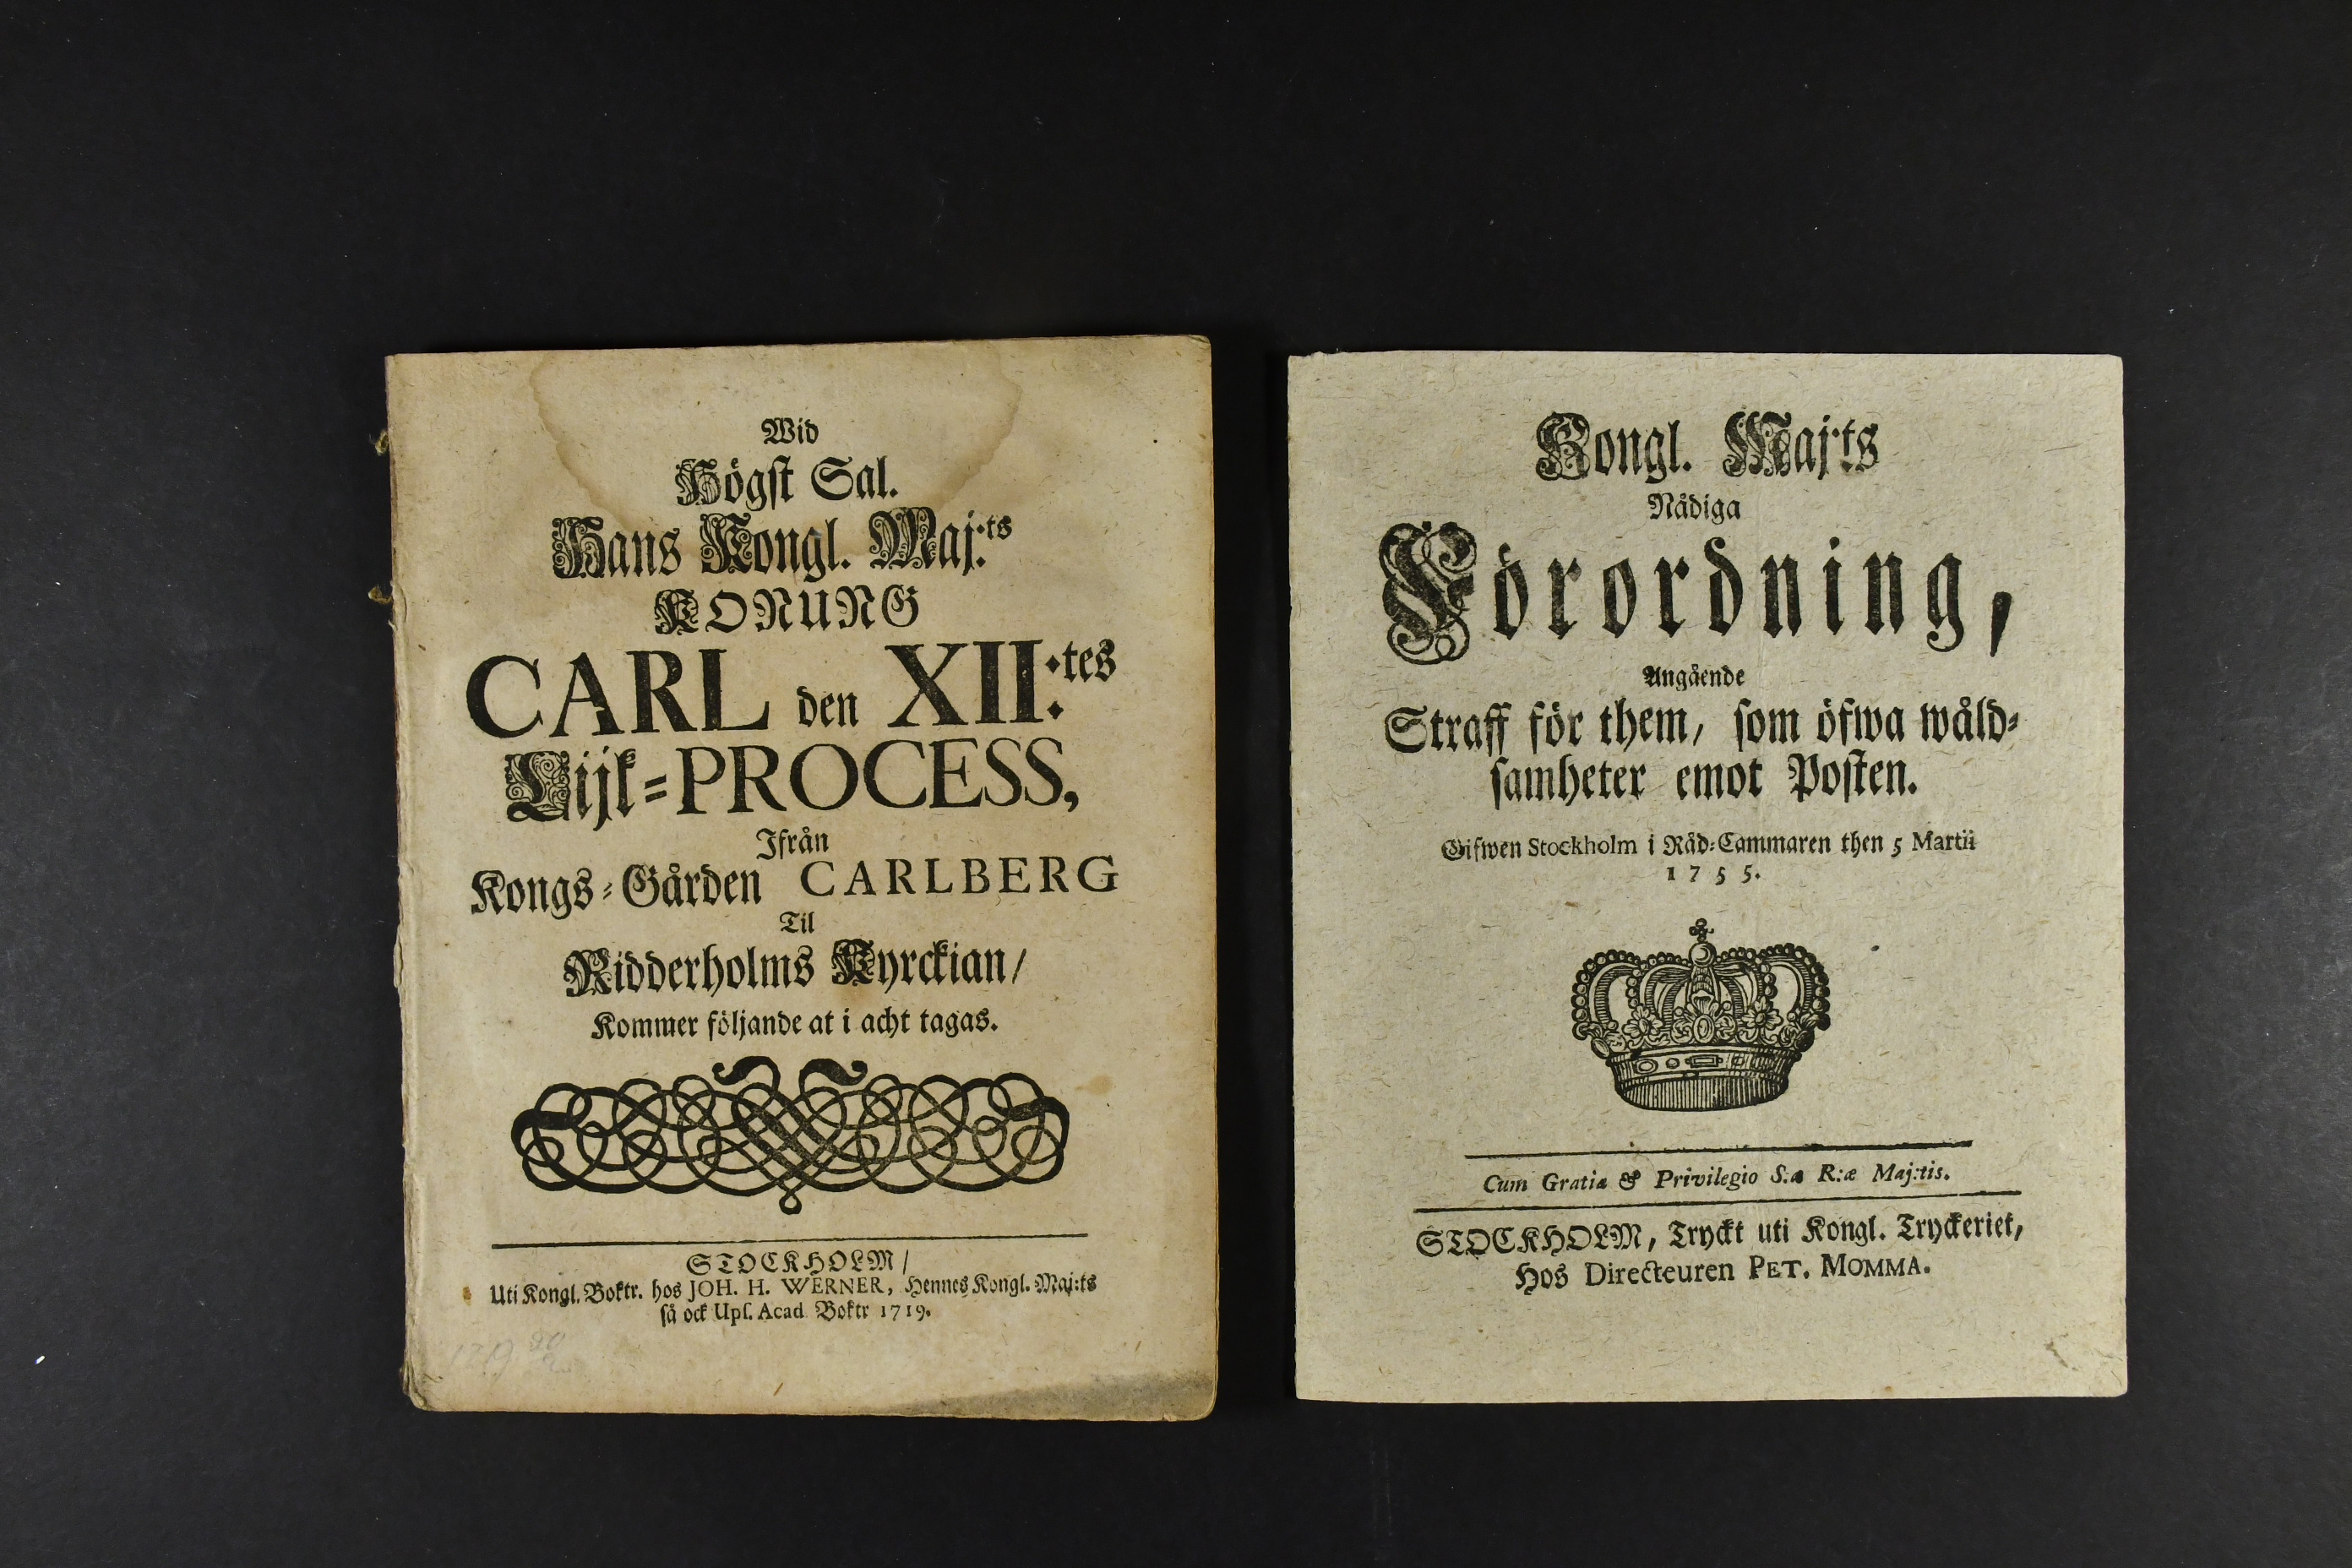 Wid
Högst Sal.
Hans Kongl. Maj:ts
KONUNG
CARL den XII:tes
Lijk=PROCESS,
Ifrån
Kongs=Gården CARLBERG
Til
Ridderholms Kyrckian/
Kommer följande at i acht tagas.
STOCKHOLM/
Uti Kongl. Boktr. hos JOH. H. WERNER, Hennes Kongl. Maj:ts
så ock Upſ. Acad Boktr 1719.
Kongl. Maj:ts
Nådiga
Förordning,
Angående
Straff för them, som öfwa wåld=
samheter emot Posten.
Gifwen Stockholm i Råd=Cammaren then 5 Martii
1755.
Cum Gratia & Privilegio S:æ R:æ Maj:tis.
STOCKHOLM, Tryckt uti Kongl. Tryckeriet,
Hos Directeuren PET. MOMMA.